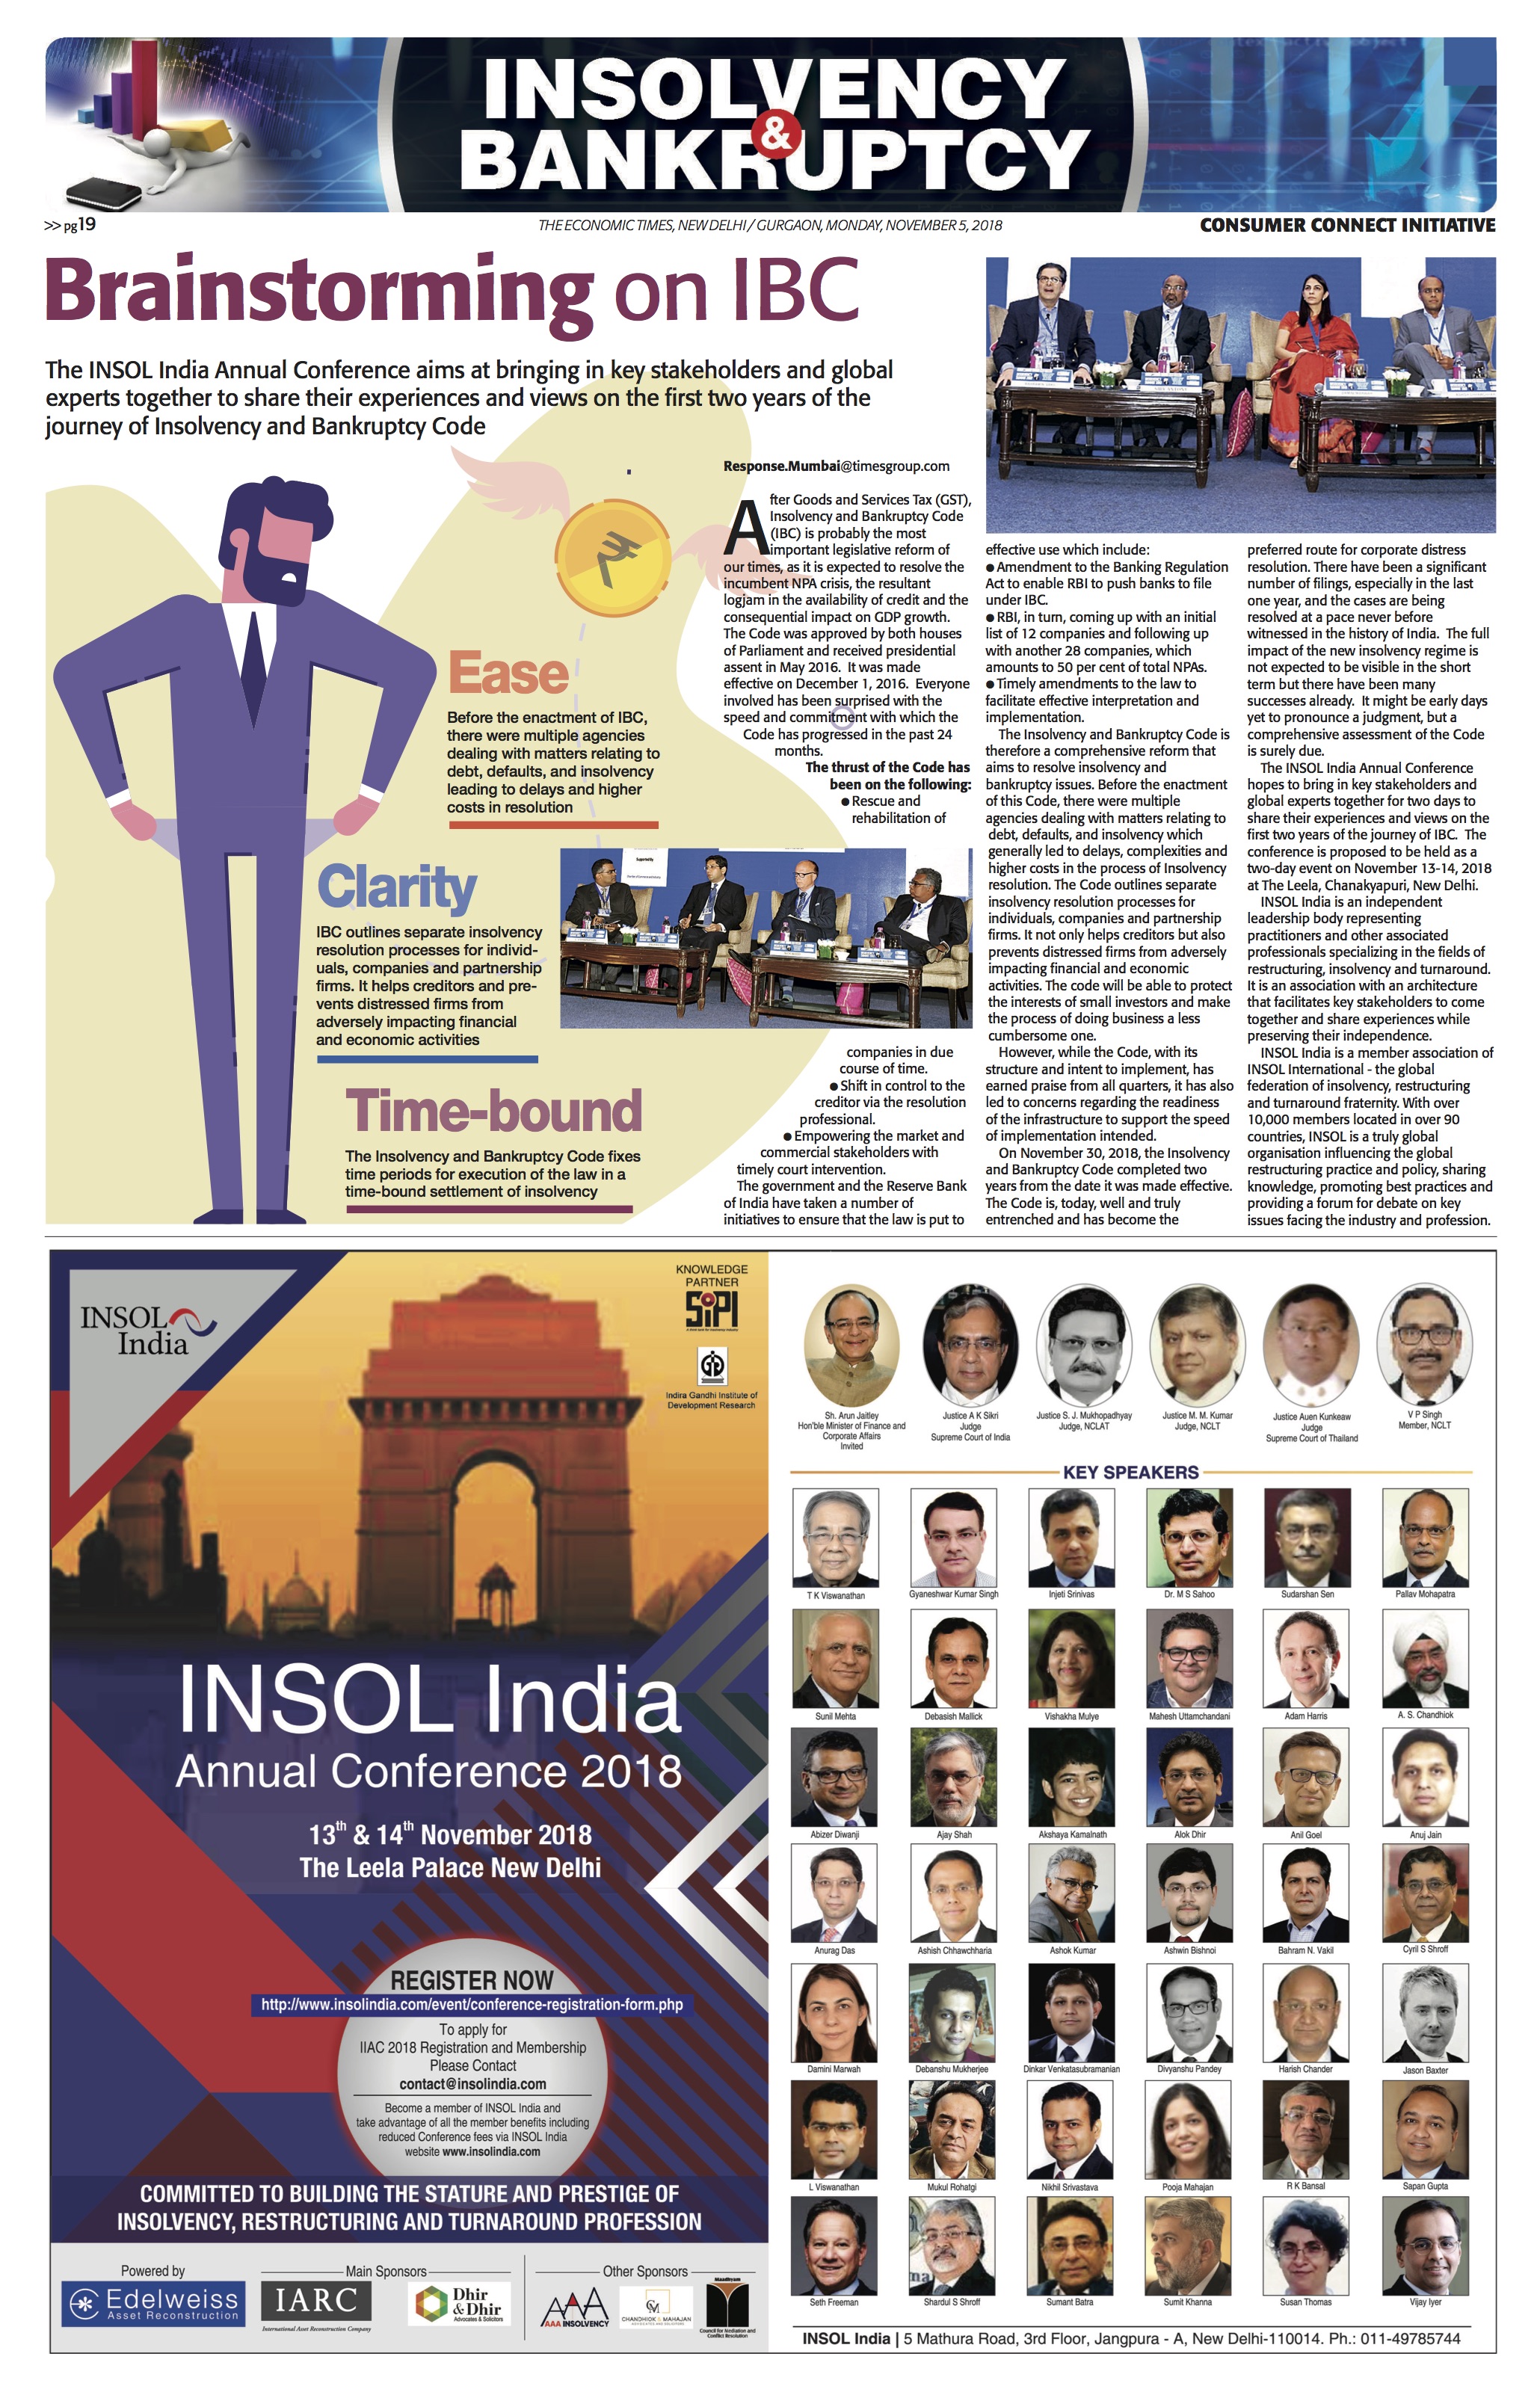 INSOLVENCY
&
BANKRUPTCY
>> pg19
THE ECONOMIC TIMES, NEW DELHI / GURGAON, MONDAY, NOVEMBER 5, 2018
CONSUMER CONNECT INITIATIVE
Brainstorming on IBC
The INSOL India Annual Conference aims at bringing in key stakeholders and global
experts together to share their experiences and views on the first two years of the
journey of Insolvency and Bankruptcy Code
Ease
Before the enactment of IBC,
there were multiple agencies
dealing with matters relating to
debt, defaults, and insolvency
leading to delays and higher
costs in resolution
Clarity
IBC outlines separate insolvency
resolution processes for individ-
uals, companies and partnership
firms. It helps creditors and pre-
vents distressed firms from
adversely impacting financial
and economic activities
Time-bound
The Insolvency and Bankruptcy Code fixes
time periods for execution of the law in a
time-bound settlement of insolvency
Response.Mumbai@timesgroup.com
After Goods and Services Tax (GST),
Insolvency and Bankruptcy Code
(IBC) is probably the most
important legislative reform of
our times, as it is expected to resolve the
incumbent NPA crisis, the resultant
logjam in the availability of credit and the
consequential impact on GDP growth.
The Code was approved by both houses
of Parliament and received presidential
assent in May 2016. It was made
effective on December 1, 2016. Everyone
involved has been surprised with the
speed and commitment with which the
Code has progressed in the past 24
months.
The thrust of the Code has
been on the following:
● Rescue and
rehabilitation of
companies in due
course of time.
● Shift in control to the
creditor via the resolution
professional.
● Empowering the market and
commercial stakeholders with
timely court intervention.
The government and the Reserve Bank
of India have taken a number of
initiatives to ensure that the law is put to
effective use which include:
● Amendment to the Banking Regulation
Act to enable RBI to push banks to file
under IBC.
● RBI, in turn, coming up with an initial
list of 12 companies and following up
with another 28 companies, which
amounts to 50 per cent of total NPAs.
● Timely amendments to the law to
facilitate effective interpretation and
implementation.
The Insolvency and Bankruptcy Code is
therefore a comprehensive reform that
aims to resolve insolvency and
bankruptcy issues. Before the enactment
of this Code, there were multiple
agencies dealing with matters relating to
debt, defaults, and insolvency which
generally led to delays, complexities and
higher costs in the process of Insolvency
resolution. The Code outlines separate
insolvency resolution processes for
individuals, companies and partnership
firms. It not only helps creditors but also
prevents distressed firms from adversely
impacting financial and economic
activities. The code will be able to protect
the interests of small investors and make
the process of doing business a less
cumbersome one.
However, while the Code, with its
structure and intent to implement, has
earned praise from all quarters, it has also
led to concerns regarding the readiness
of the infrastructure to support the speed
of implementation intended.
On November 30, 2018, the Insolvency
and Bankruptcy Code completed two
years from the date it was made effective.
The Code is, today, well and truly
entrenched and has become the
preferred route for corporate distress
resolution. There have been a significant
number of filings, especially in the last
one year, and the cases are being
resolved at a pace never before
witnessed in the history of India. The full
impact of the new insolvency regime is
not expected to be visible in the short
term but there have been many
successes already. It might be early days
yet to pronounce a judgment, but a
comprehensive assessment of the Code
is surely due.
The INSOL India Annual Conference
hopes to bring in key stakeholders and
global experts together for two days to
share their experiences and views on the
first two years of the journey of IBC. The
conference is proposed to be held as a
two-day event on November 13-14, 2018
at The Leela, Chanakyapuri, New Delhi.
INSOL India is an independent
leadership body representing
practitioners and other associated
professionals specializing in the fields of
restructuring, insolvency and turnaround.
It is an association with an architecture
that facilitates key stakeholders to come
together and share experiences while
preserving their independence.
INSOL India is a member association of
INSOL International - the global
federation of insolvency, restructuring
and turnaround fraternity. With over
10,000 members located in over 90
countries, INSOL is a truly global
organisation influencing the global
restructuring practice and policy, sharing
knowledge, promoting best practices and
providing a forum for debate on key
issues facing the industry and profession.
INSOL
India
KNOWLEDGE
PARTNER
SIPI
Indira Gandhi Institute of
Development Research
INSOL India
Annual Conference 2018
13th & 14th November 2018
The Leela Palace New Delhi
REGISTER NOW
http://www.insolindia.com/event/conference-registration-form.php
To apply for
IIAC 2018 Registration and Membership
Please Contact
contact@insolindia.com
Become a member of INSOL India and
take advantage of all the member benefits including
reduced Conference fees via INSOL India
website www.insolindia.com
COMMITTED TO BUILDING THE STATURE AND PRESTIGE OF
INSOLVENCY, RESTRUCTURING AND TURNAROUND PROFESSION
Powered by
Edelweiss
Asset Reconstruction
Main Sponsors
IARC
International Asset Reconstruction Company
Dhir
& Dhir
Advocates & Solicitors
Other Sponsors
AAA INSOLVENCY
CM
CHANDHIOK & MAHAJAN
ADVOCATES AND SOLICITORS
Maadhyam
Council for Mediation and
Conflict Resolution
Sh. Arun Jaitley
Hon'ble Minister of Finance and
Corporate Affairs
Invited
Justice A K Sikri
Judge
Supreme Court of India
Justice S. J. Mukhopadhyay
Judge, NCLAT
Justice M. M. Kumar
Judge, NCLT
Justice Auen Kunkeaw
Judge
Supreme Court of Thailand
V P Singh
Member, NCLT
KEY SPEAKERS
T K Viswanathan
Gyaneshwar Kumar Singh
Injeti Srinivas
Dr. M S Sahoo
Sudarshan Sen
Pallav Mohapatra
Sunil Mehta
Debasish Mallick
Vishakha Mulye
Mahesh Uttamchandani
Adam Harris
A. S. Chandhiok
Abizer Diwanji
Ajay Shah
Akshaya Kamalnath
Alok Dhir
Anil Goel
Anuj Jain
Anurag Das
Ashish Chhawchharia
Ashok Kumar
Ashwin Bishnoi
Bahram N. Vakil
Cyril S Shroff
Damini Marwah
Debanshu Mukherjee
Dinkar Venkatasubramanian
Divyanshu Pandey
Harish Chander
Jason Baxter
L Viswanathan
Mukul Rohatgi
Nikhil Srivastava
Pooja Mahajan
R K Bansal
Sapan Gupta
Seth Freeman
Shardul S Shroff
Sumant Batra
Sumit Khanna
Susan Thomas
Vijay Iyer
INSOL India | 5 Mathura Road, 3rd Floor, Jangpura - A, New Delhi-110014. Ph.: 011-49785744